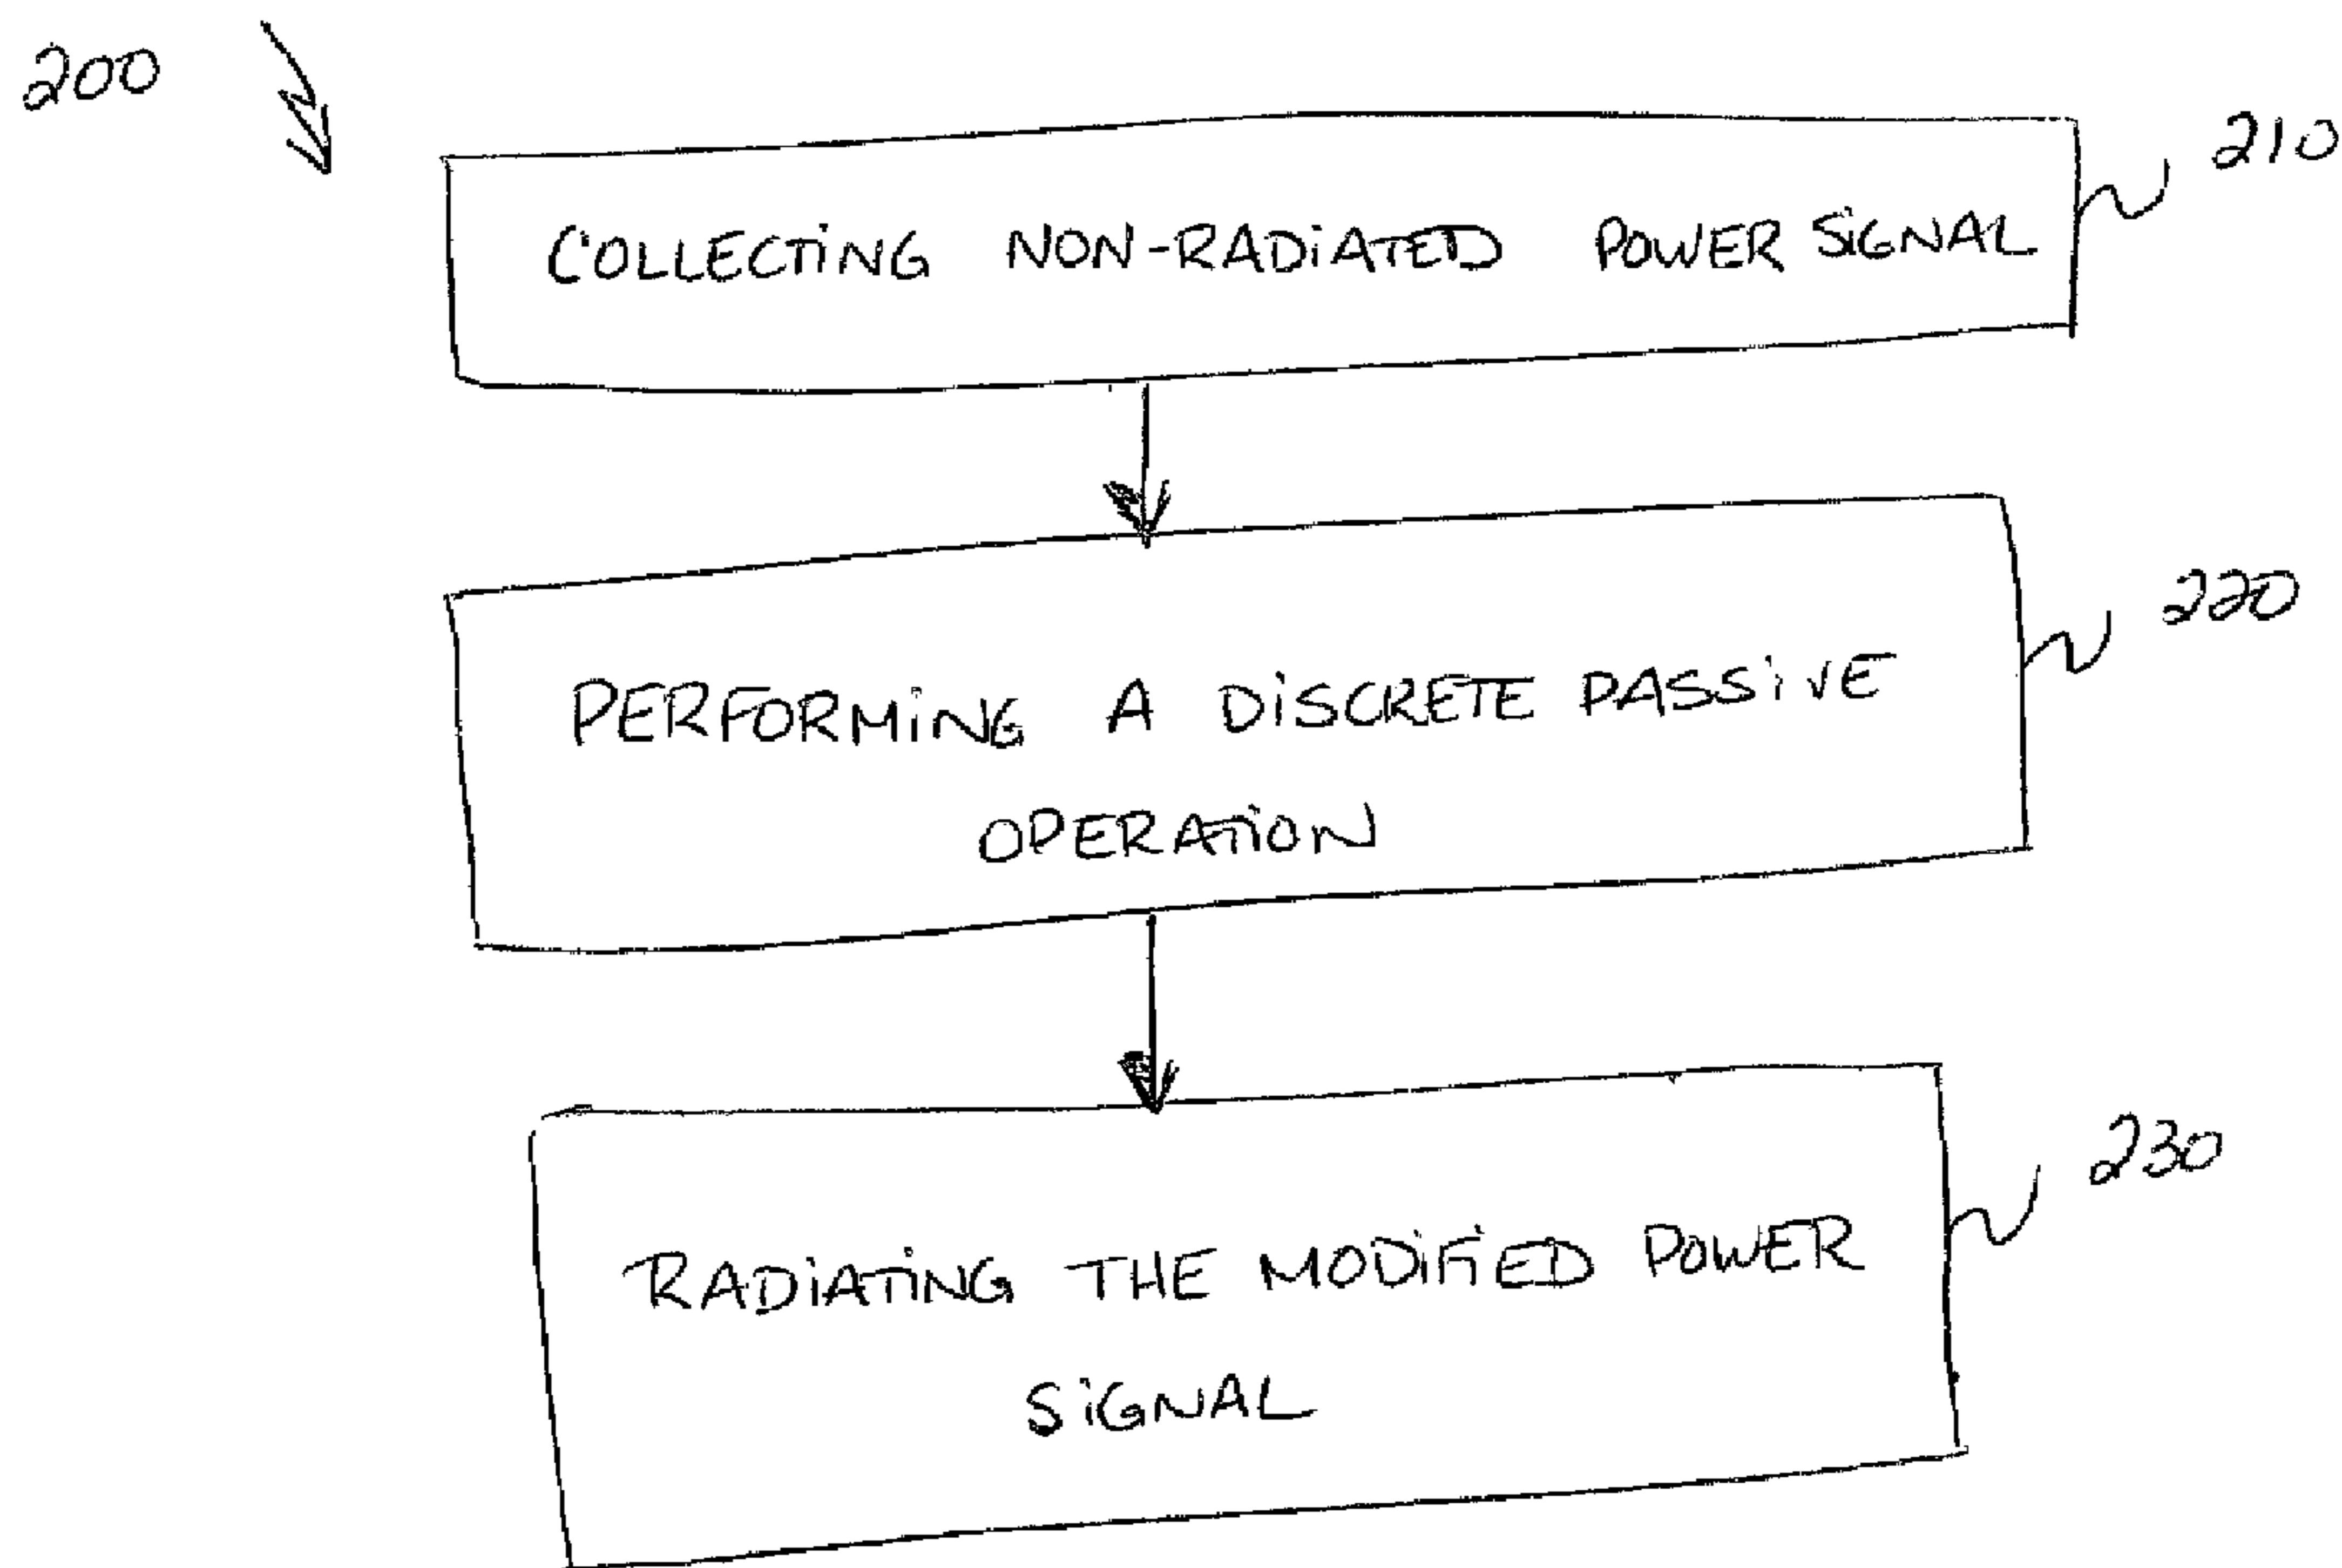 200
210
COLLECTING NON-RADIATED POWER SIGNAL
220
PERFORMING A DISCRETE PASSIVE
OPERATION
230
RADIATING THE MODIFIED POWER
SIGNAL